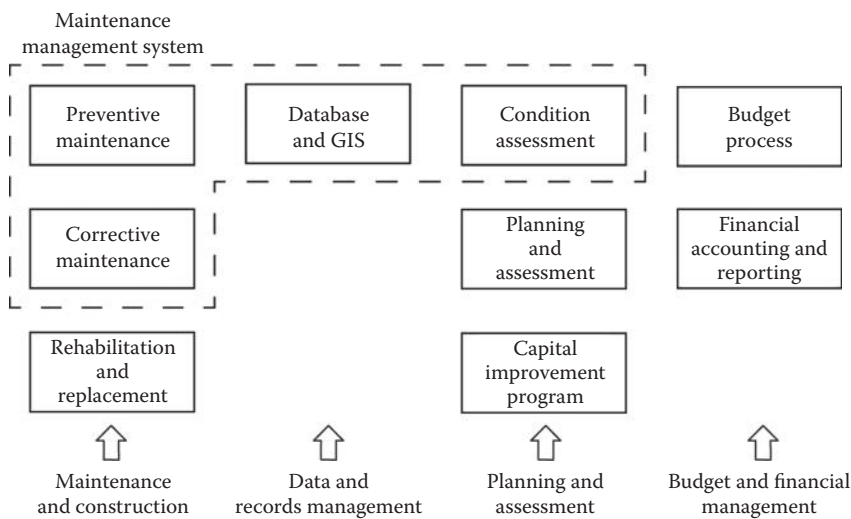 Maintenance
management system
Preventive
maintenance
Database
and GIS
Condition
assessment
Budget
process
Corrective
maintenance
Planning
and
assessment
Financial
accounting and
reporting
Rehabilitation
and
replacement
Capital
improvement
program
Maintenance
and construction
Data and
records management
Planning and
assessment
Budget and financial
management